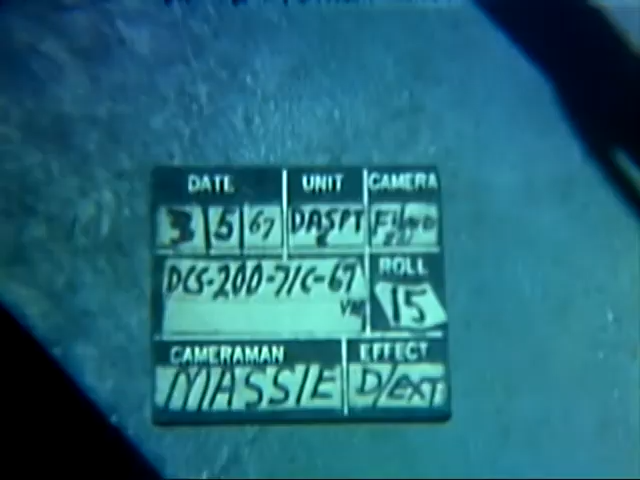 DATE UNIT CAMERA
3 5 67 DASPT
DCS-200-71C-67 ROLL
15
CAMERAMAN EFFECT
MASSIE D/EXT